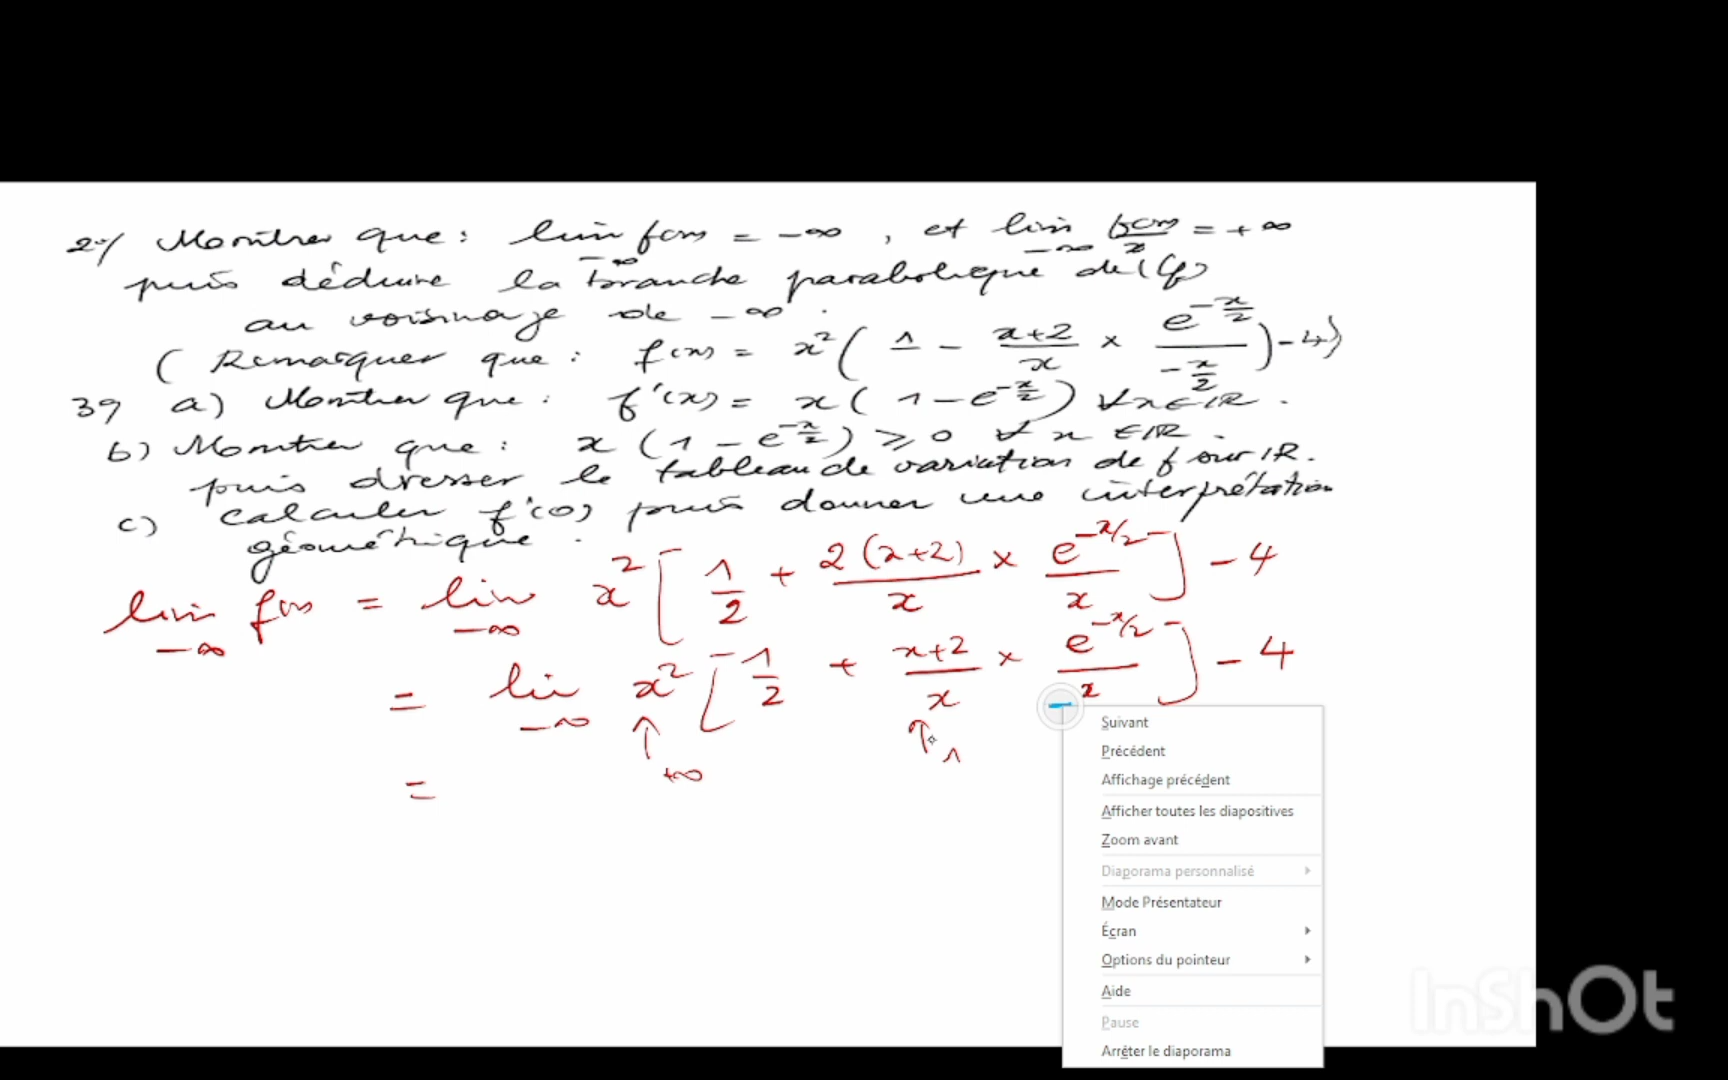 2°/ Montrer que : lim f(x) = -∞ , et lim f(x)/x = +∞
-∞ -∞
puis déduire la branche parabolique de (Cf)
au voisinage de -∞ .
( Remarquer que : f(x) = x² ( 1 - (x+2)/x × e^(-x/2)/(-x/2) ) - 4 )
3°/ a) Montrer que : f'(x) = x ( 1 - e^(-x/2) ) ∀x∈IR .
b) Montrer que : x ( 1 - e^(-x/2) ) ≥ 0 ∀ x ∈ IR .
puis dresser le tableau de variation de f sur IR .
c) calculer f'(0) puis donner une interprétation
géométrique .
lim f(x) = lim x² [ 1/2 + 2(x+2)/x × e^(-x/2)/x ] - 4
-∞ -∞
= lim x² [ 1/2 + (x+2)/x × e^(-x/2)/x ] - 4
-∞ ↑ ↑
+∞ 1
=
Suivant
Précédent
Affichage précédent
Afficher toutes les diapositives
Zoom avant
Diaporama personnalisé
Mode Présentateur
Écran
Options du pointeur
Aide
Pause
Arrêter le diaporama
InShOt